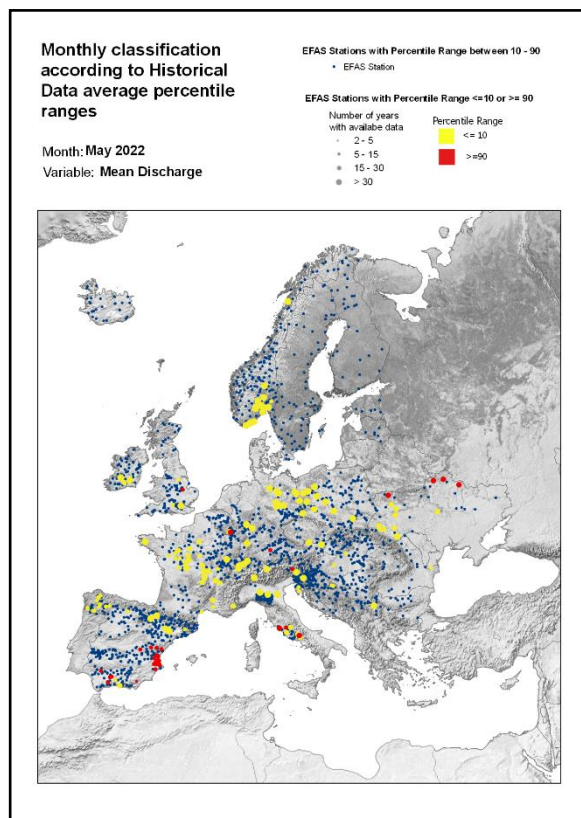 Monthly classification
according to Historical
Data average percentile
ranges
Month: May 2022
Variable: Mean Discharge
EFAS Stations with Percentile Range between 10 - 90
EFAS Station
EFAS Stations with Percentile Range <=10 or >= 90
Number of years
with availabe data
2 - 5
5 - 15
15 - 30
> 30
Percentile Range
<= 10
>=90